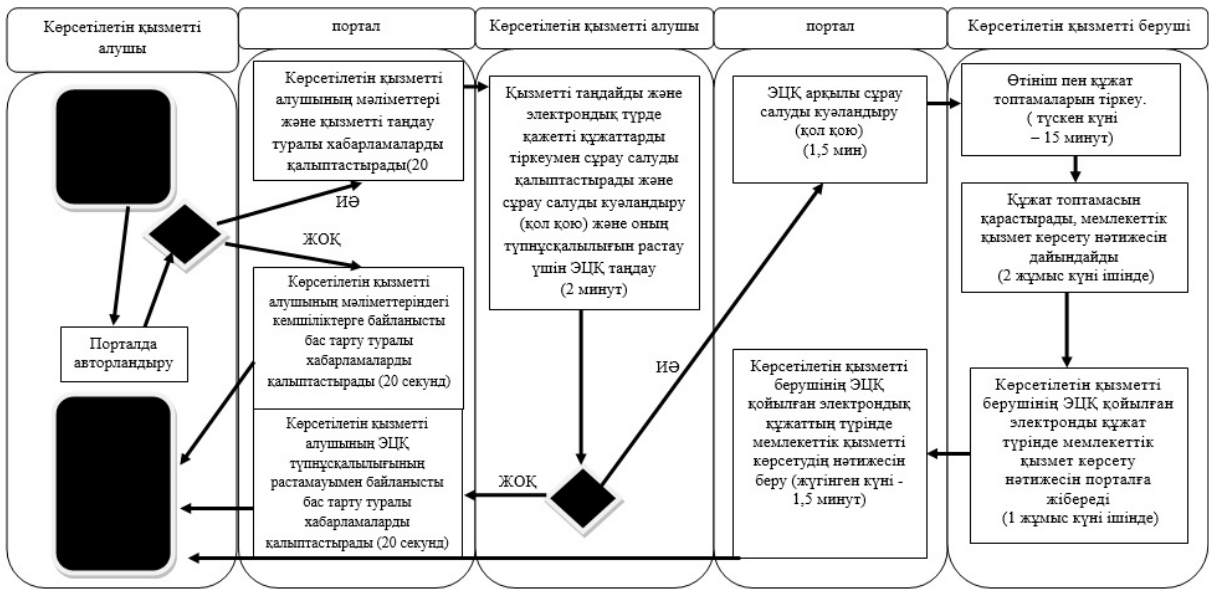 Көрсетілетін қызметті
алушы
портал
Көрсетілетін қызметті алушы
портал
Көрсетілетін қызметті беруші
Порталда
авторландыру
Көрсетілетін қызметті
алушының мәліметтері
және қызметті таңдау
туралы хабарламаларды
қалыптастырады(20
ИӘ
ЖОҚ
Көрсетілетін қызметті
алушының мәліметтеріндегі
кемшіліктерге байланысты
бас тарту туралы
хабарламаларды
қалыптастырады (20 секунд)
Көрсетілетін қызметті
алушының ЭЦҚ
түпнұсқалылығының
растамауымен байланысты
бас тарту туралы
хабарламаларды
қалыптастырады (20 секунд)
Қызметті таңдайды және
электрондық түрде
қажетті құжаттарды
тіркеумен сұрау салуды
қалыптастырады және
сұрау салуды куәландыру
(қол қою) және оның
түпнұсқалылығын растау
үшін ЭЦҚ таңдау
(2 минут)
ЖОҚ
ИӘ
ЭЦҚ арқылы сұрау
салуды куәландыру
(қол қою)
(1,5 мин)
Көрсетілетін қызметті
берушінің ЭЦҚ
қойылған электрондық
құжаттың түрінде
мемлекеттік қызметті
көрсетудің нәтижесін
беру (жүгінген күні -
1,5 минут)
Өтініш пен құжат
топтамаларын тіркеу.
( түскен күні
– 15 минут)
Құжат топтамасын
қарастырады, мемлекеттік
қызмет көрсету нәтижесін
дайындайды
(2 жұмыс күні ішінде)
Көрсетілетін қызметті
берушінің ЭЦҚ қойылған
электронды құжат
түрінде мемлекеттік
қызмет көрсету
нәтижесін порталға
жібереді
(1 жұмыс күні ішінде)